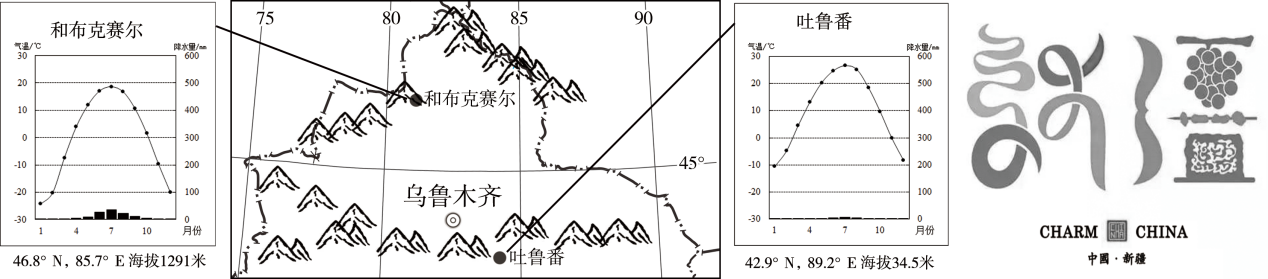 和布克赛尔
气温/℃ 降水量/mm
30 600
20 500
10 400
0 300
-10 200
-20 100
-30 0
1 4 7 10 月份
46.8° N，85.7° E 海拔1291米
75 80 85 90
和布克赛尔
45°
乌鲁木齐
吐鲁番
吐鲁番
气温/℃ 降水量/mm
30 600
20 500
10 400
0 300
-10 200
-20 100
-30 0
1 4 7 10 月份
42.9° N，89.2° E 海拔34.5米
CHARM CHINA
中國·新疆